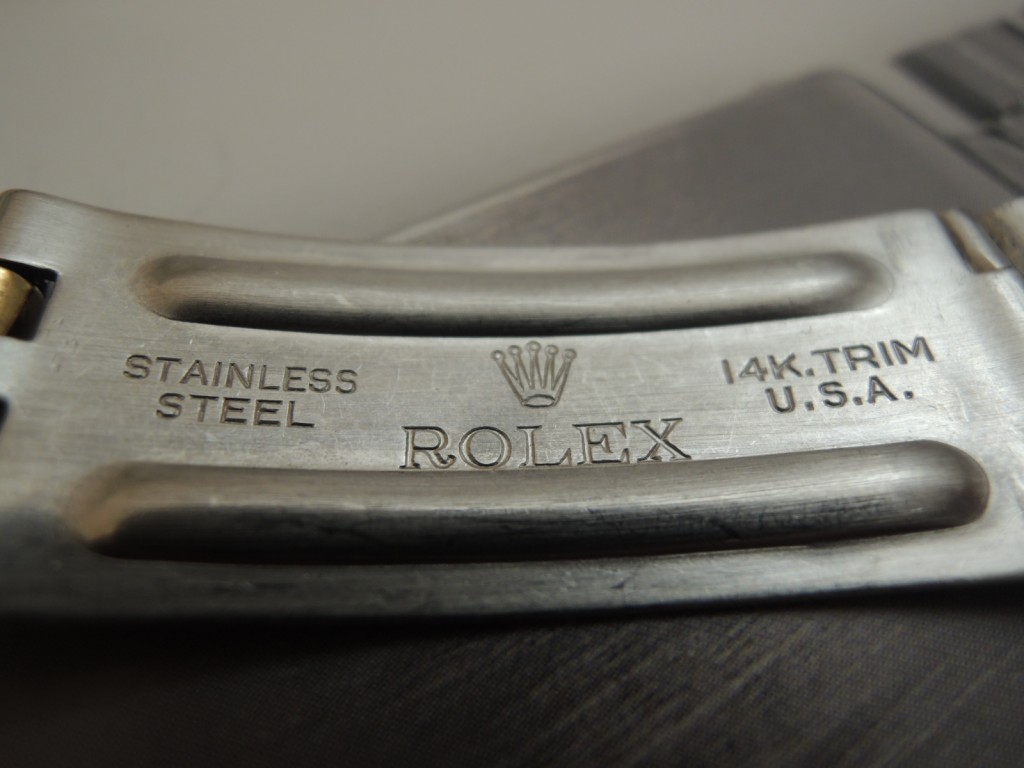 STAINLESS
STEEL
ROLEX
14K.TRIM
U.S.A.